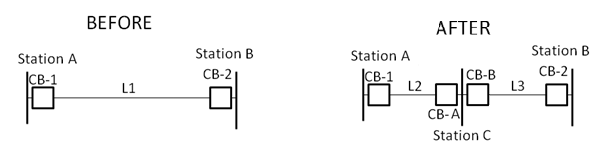 BEFORE
Station A
Station B
CB-1
CB-2
L1
AFTER
Station A
Station B
CB-1
CB-B
CB-2
L2
L3
CB-A
Station C